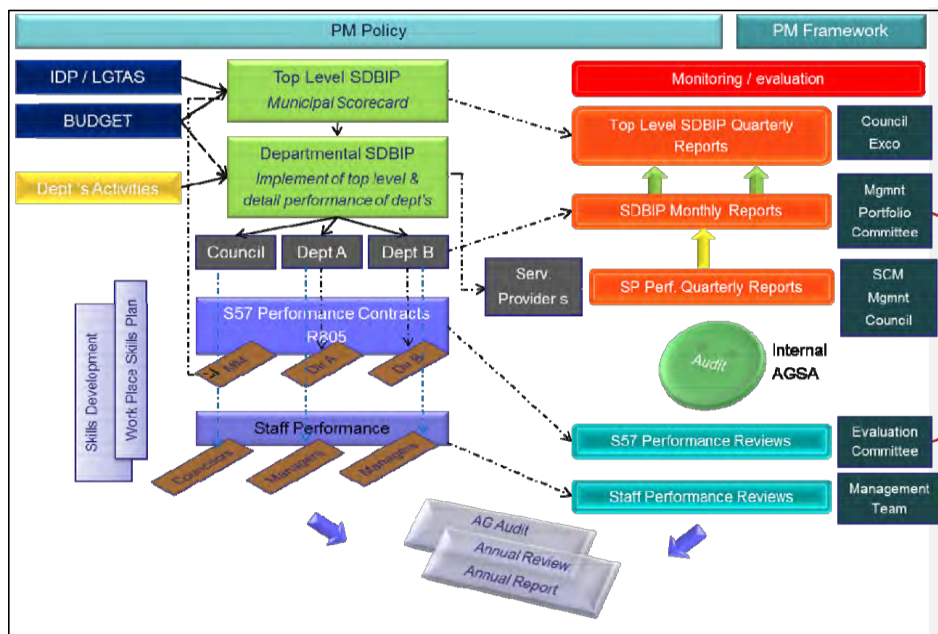 PM Policy
PM Framework
IDP / LGTAS
BUDGET
Dept 's Activities
Top Level SDBIP
Municipal Scorecard
Departmental SDBIP
Implement of top level &
detail performance of dept's
Council
Dept A
Dept B
Serv.
Provider s
S57 Performance Contracts
R805
MM
Dir A
Dir B
Staff Performance
Councilors
Managers
Managers
Skills Development
Work Place Skills Plan
Monitoring / evaluation
Top Level SDBIP Quarterly
Reports
Council
Exco
SDBIP Monthly Reports
Mgmnt
Portfolio
Committee
SP Perf. Quarterly Reports
SCM
Mgmnt
Council
Audit
Internal
AGSA
S57 Performance Reviews
Evaluation
Committee
Staff Performance Reviews
Management
Team
AG Audit
Annual Review
Annual Report